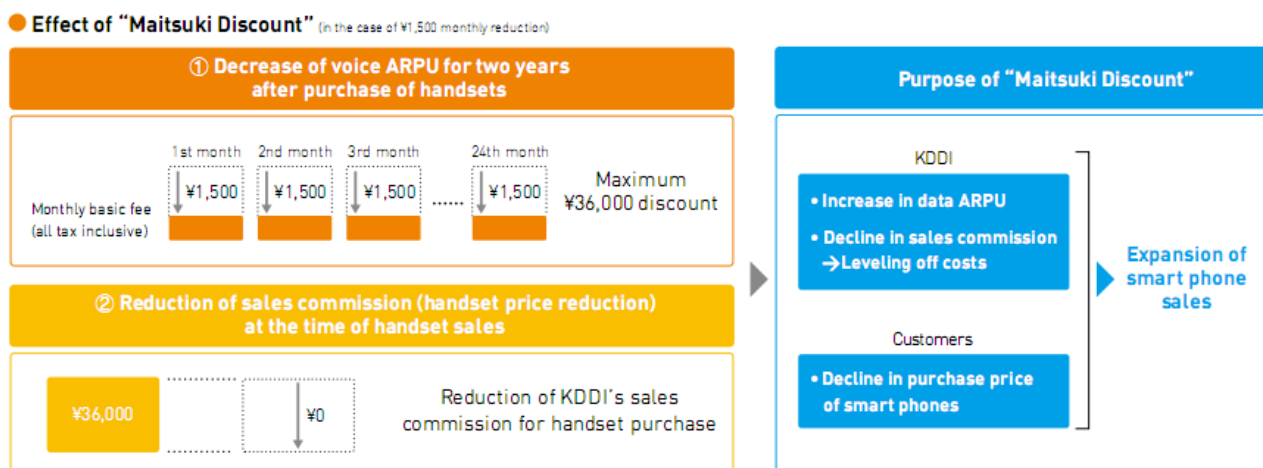 Effect of “Maitsuki Discount” (in the case of ¥1,500 monthly reduction)
① Decrease of voice ARPU for two years
after purchase of handsets
1st month 2nd month 3rd month 24th month
¥1,500 ¥1,500 ¥1,500 ...... ¥1,500
Maximum
¥36,000 discount
Monthly basic fee
(all tax inclusive)
② Reduction of sales commission (handset price reduction)
at the time of handset sales
¥36,000
¥0
Reduction of KDDI's sales
commission for handset purchase
Purpose of “Maitsuki Discount”
KDDI
• Increase in data ARPU
• Decline in sales commission
→Leveling off costs
Customers
• Decline in purchase price
of smart phones
Expansion of
smart phone
sales